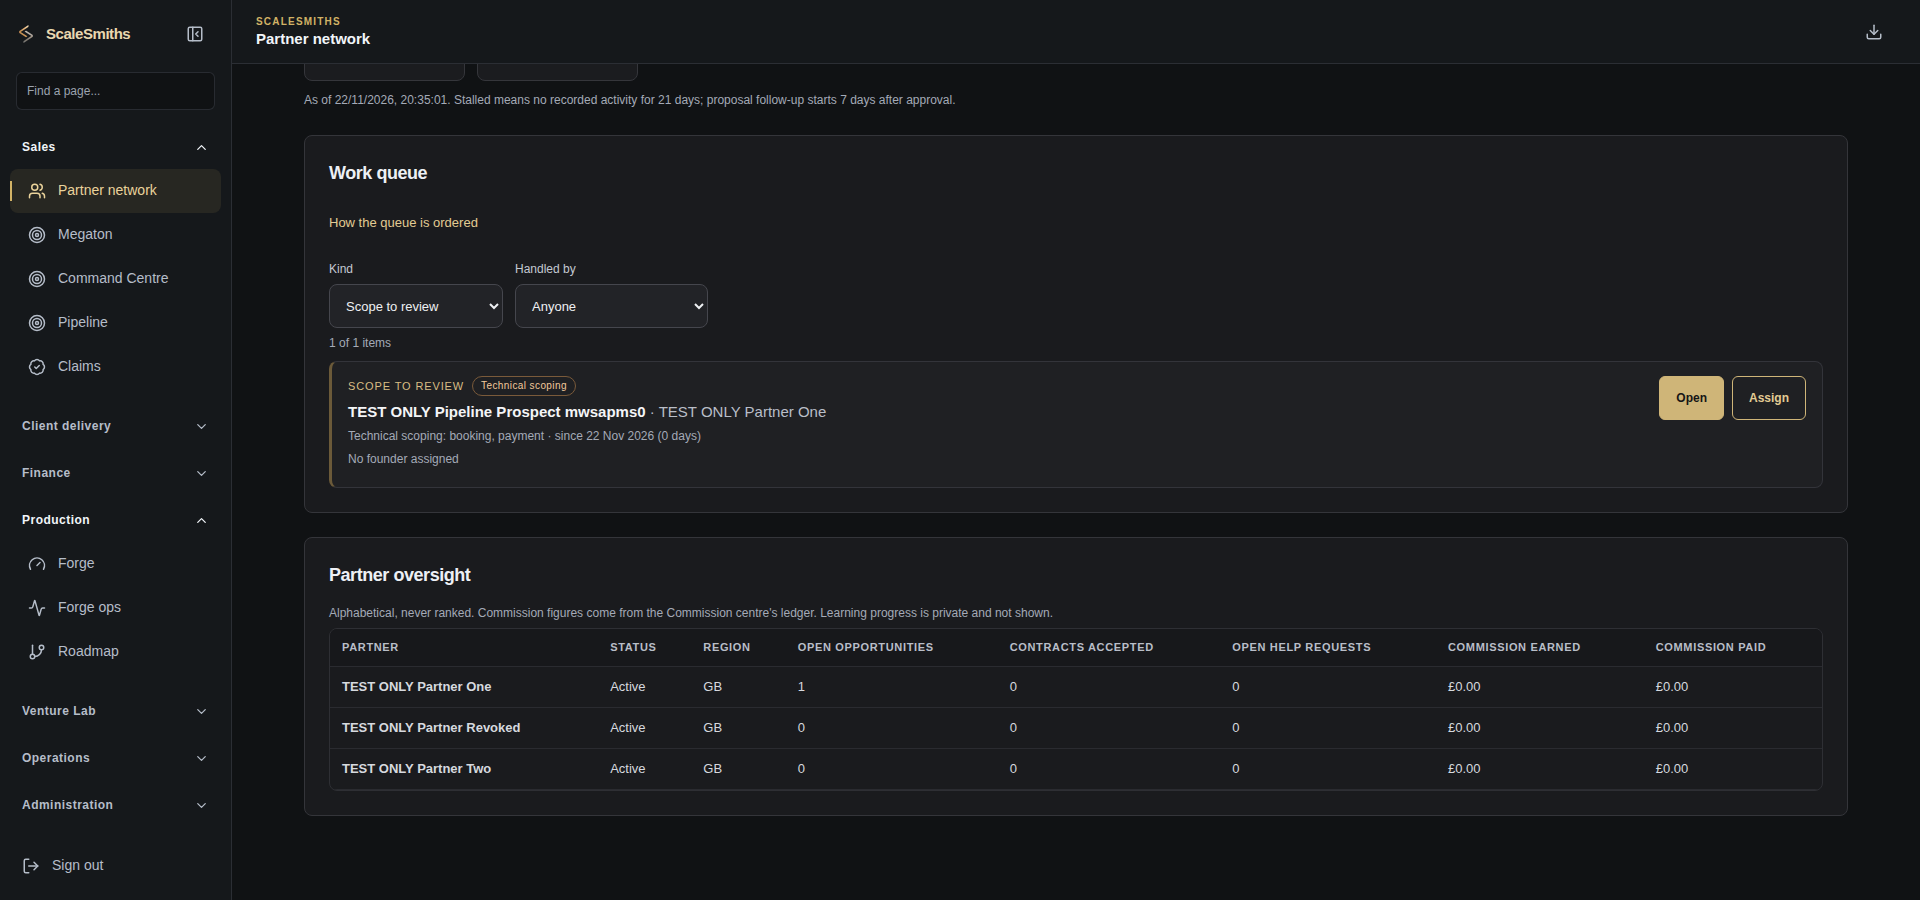 ScaleSmiths
Find a page...
Sales
Partner network
Megaton
Command Centre
Pipeline
Claims
Client delivery
Finance
Production
Forge
Forge ops
Roadmap
Venture Lab
Operations
Administration
Sign out
SCALESMITHS
Partner network
As of 22/11/2026, 20:35:01. Stalled means no recorded activity for 21 days; proposal follow-up starts 7 days after approval.
Work queue
How the queue is ordered
Kind Handled by
Scope to review Anyone
1 of 1 items
SCOPE TO REVIEW Technical scoping
TEST ONLY Pipeline Prospect mwsapms0 · TEST ONLY Partner One
Technical scoping: booking, payment · since 22 Nov 2026 (0 days)
No founder assigned
Open Assign
Partner oversight
Alphabetical, never ranked. Commission figures come from the Commission centre's ledger. Learning progress is private and not shown.
PARTNER STATUS REGION OPEN OPPORTUNITIES CONTRACTS ACCEPTED OPEN HELP REQUESTS COMMISSION EARNED COMMISSION PAID
TEST ONLY Partner One Active GB 1 0 0 £0.00 £0.00
TEST ONLY Partner Revoked Active GB 0 0 0 £0.00 £0.00
TEST ONLY Partner Two Active GB 0 0 0 £0.00 £0.00